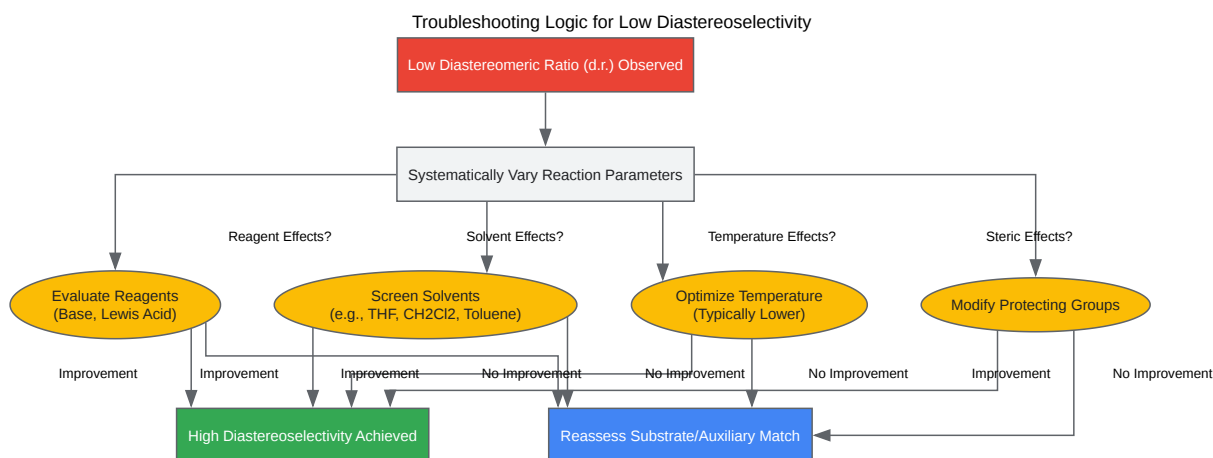 Troubleshooting Logic for Low Diastereoselectivity
Low Diastereomeric Ratio (d.r.) Observed
Systematically Vary Reaction Parameters
Reagent Effects?
Solvent Effects?
Temperature Effects?
Steric Effects?
Evaluate Reagents
(Base, Lewis Acid)
Screen Solvents
(e.g., THF, CH2Cl2, Toluene)
Optimize Temperature
(Typically Lower)
Modify Protecting Groups
Improvement
Improvement
Improvement
No Improvement
No Improvement
No Improvement
Improvement
No Improvement
High Diastereoselectivity Achieved
Reassess Substrate/Auxiliary Match